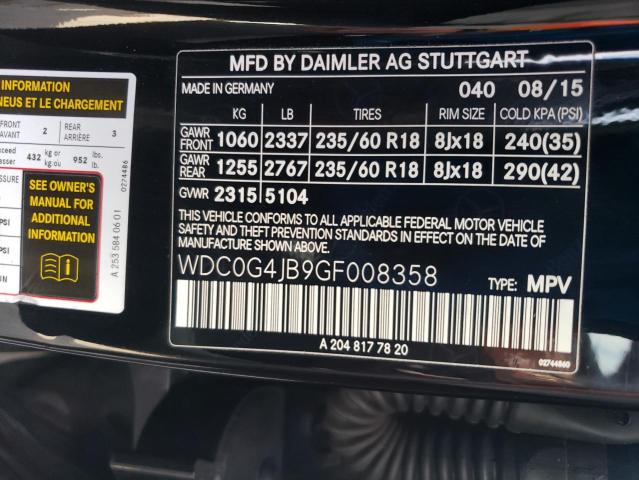 INFORMATION
NEUS ET LE CHARGEMENT
FRONT 2 REAR 3
AVANT ARRIÈRE
432 kg or 952 lbs.
kg ou lb.
SEE OWNER'S
MANUAL FOR
ADDITIONAL
INFORMATION
PSI
PSI
A 253 584 06 01
0274486
MFD BY DAIMLER AG STUTTGART
MADE IN GERMANY 040 08/15
KG LB TIRES RIM SIZE COLD KPA (PSI)
GAWR FRONT 1060 2337 235/60 R18 8Jx18 240(35)
GAWR REAR 1255 2767 235/60 R18 8Jx18 290(42)
GVWR 2315 5104
THIS VEHICLE CONFORMS TO ALL APPLICABLE FEDERAL MOTOR VEHICLE
SAFETY AND THEFT PREVENTION STANDARDS IN EFFECT ON THE DATE
OF MANUFACTURE SHOWN ABOVE.
WDC0G4JB9GF008358
TYPE: MPV
A 204 817 78 20
02744860